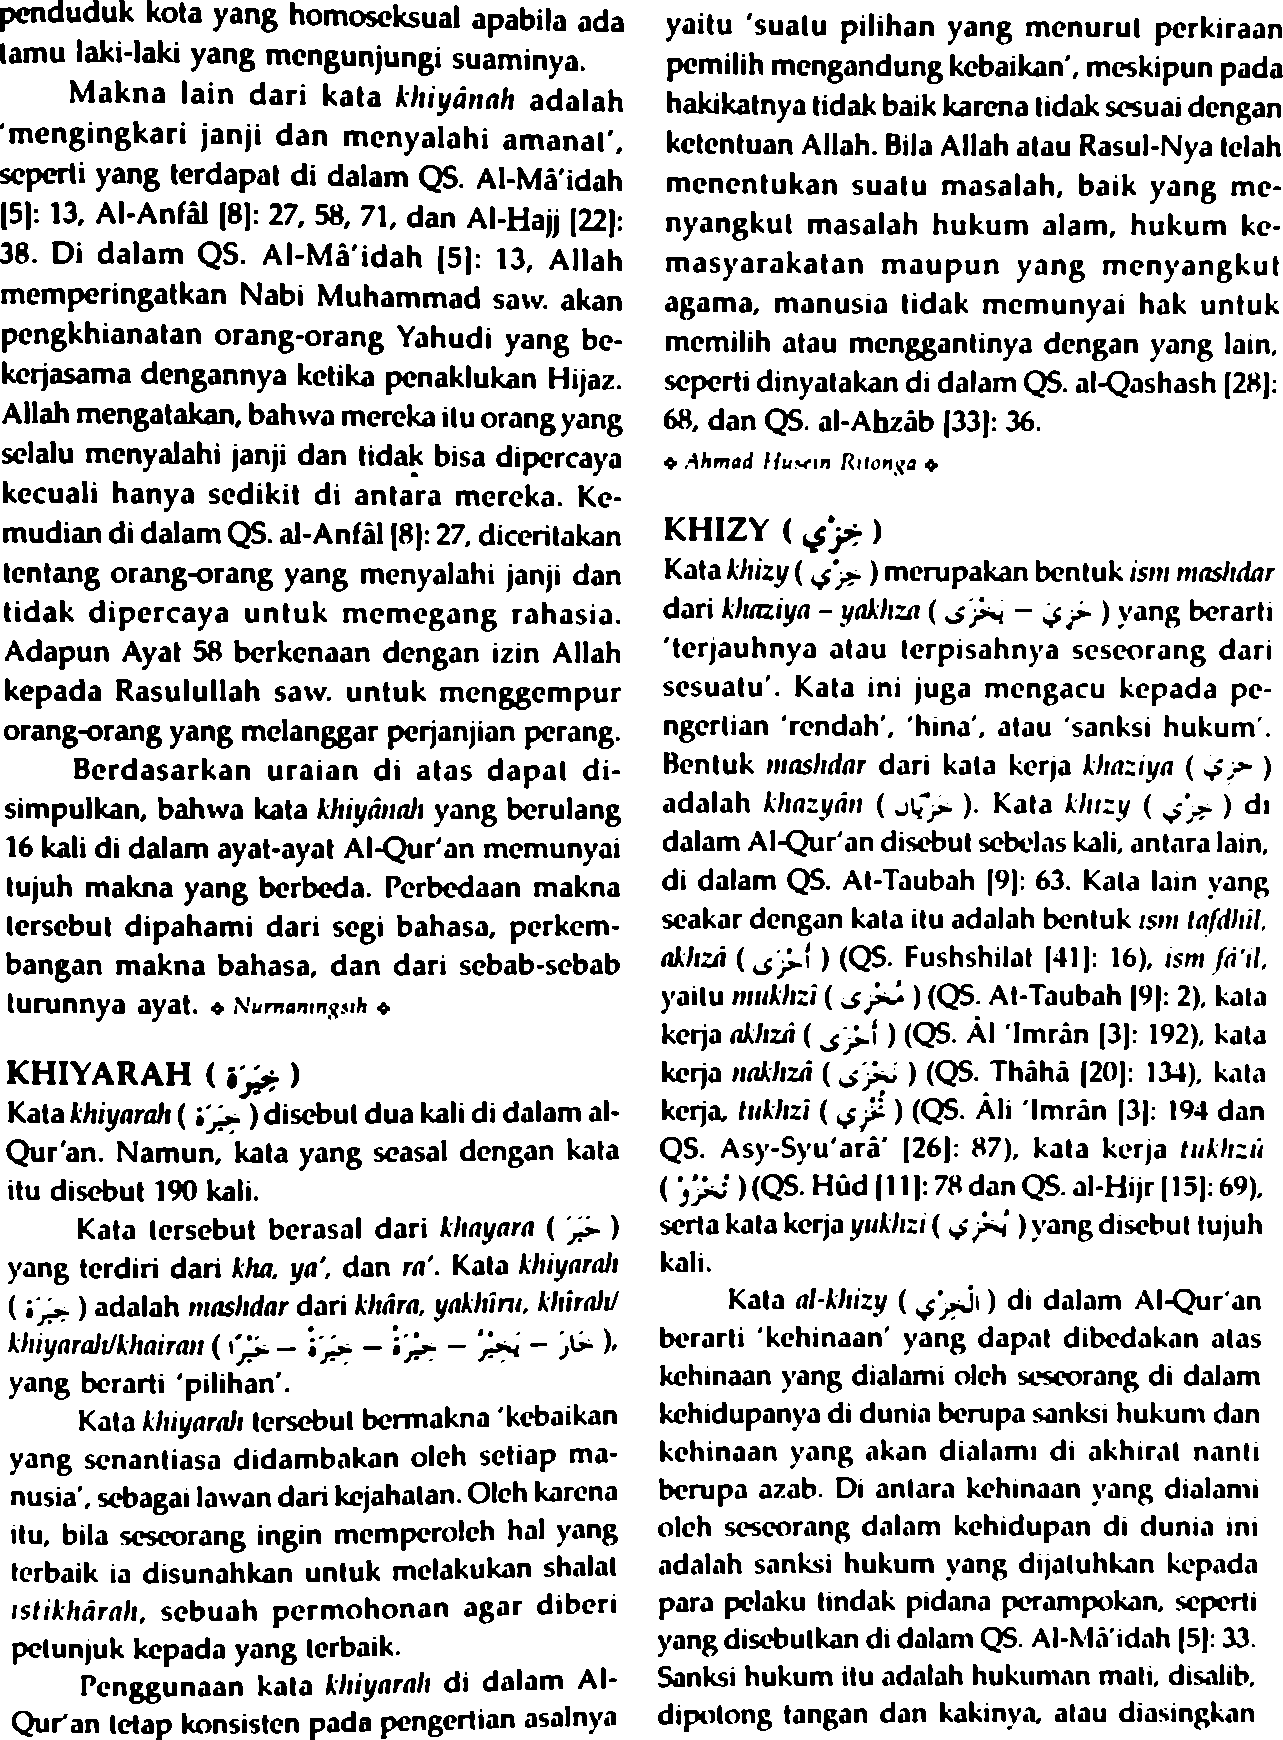 penduduk kota yang homoseksual apabila ada
tamu laki-laki yang mengunjungi suaminya.
Makna lain dari kata khiyânah adalah
'mengingkari janji dan menyalahi amanat',
seperti yang terdapat di dalam QS. Al-Mâ'idah
[5]: 13, Al-Anfâl [8]: 27, 58, 71, dan Al-Hajj [22]:
38. Di dalam QS. Al-Mâ'idah [5]: 13, Allah
memperingatkan Nabi Muhammad saw. akan
pengkhianatan orang-orang Yahudi yang be-
kerjasama dengannya ketika penaklukan Hijaz.
Allah mengatakan, bahwa mereka itu orang yang
selalu menyalahi janji dan tidak bisa dipercaya
kecuali hanya sedikit di antara mereka. Ke-
mudian di dalam QS. al-Anfâl [8]: 27, diceritakan
tentang orang-orang yang menyalahi janji dan
tidak dipercaya untuk memegang rahasia.
Adapun Ayat 58 berkenaan dengan izin Allah
kepada Rasulullah saw. untuk menggempur
orang-orang yang melanggar perjanjian perang.
Berdasarkan uraian di atas dapat di-
simpulkan, bahwa kata khiyânah yang berulang
16 kali di dalam ayat-ayat Al-Qur'an memunyai
tujuh makna yang berbeda. Perbedaan makna
tersebut dipahami dari segi bahasa, perkem-
bangan makna bahasa, dan dari sebab-sebab
turunnya ayat. ❖ Nurnaningsih ❖
KHIYARAH ( خِيَرَة )
Kata khiyarah ( خِيَرَة ) disebut dua kali di dalam al-
Qur'an. Namun, kata yang seasal dengan kata
itu disebut 190 kali.
Kata tersebut berasal dari khayara ( خَيَرَ )
yang terdiri dari kha, ya', dan ra'. Kata khiyarah
( خِيَرَة ) adalah mashdar dari khâra, yakhîru, khîrah/
khiyarah/khairan ( خَارَ – يَخِيْرُ – خِيْرَةً – خِيَرَةً – خَيْرًا ),
yang berarti 'pilihan'.
Kata khiyarah tersebut bermakna 'kebaikan
yang senantiasa didambakan oleh setiap ma-
nusia', sebagai lawan dari kejahatan. Oleh karena
itu, bila seseorang ingin memperoleh hal yang
terbaik ia disunahkan untuk melakukan shalat
istikhârah, sebuah permohonan agar diberi
petunjuk kepada yang terbaik.
Penggunaan kata khiyarah di dalam Al-
Qur'an tetap konsisten pada pengertian asalnya
yaitu 'suatu pilihan yang menurut perkiraan
pemilih mengandung kebaikan', meskipun pada
hakikatnya tidak baik karena tidak sesuai dengan
ketentuan Allah. Bila Allah atau Rasul-Nya telah
menentukan suatu masalah, baik yang me-
nyangkut masalah hukum alam, hukum ke-
masyarakatan maupun yang menyangkut
agama, manusia tidak memunyai hak untuk
memilih atau menggantinya dengan yang lain,
seperti dinyatakan di dalam QS. al-Qashash [28]:
68, dan QS. al-Ahzâb [33]: 36.
❖ Ahmad Husein Ritonga ❖
KHIZY ( خِزْي )
Kata khizy ( خِزْي ) merupakan bentuk ism mashdar
dari khaziya – yakhza ( خَزِيَ – يَخْزَى ) yang berarti
'terjauhnya atau terpisahnya seseorang dari
sesuatu'. Kata ini juga mengacu kepada pe-
ngertian 'rendah', 'hina', atau 'sanksi hukum'.
Bentuk mashdar dari kata kerja khaziya ( خَزِيَ )
adalah khazyân ( خَزْيَان ). Kata khizy ( خِزْي ) di
dalam Al-Qur'an disebut sebelas kali, antara lain,
di dalam QS. At-Taubah [9]: 63. Kata lain yang
seakar dengan kata itu adalah bentuk ism tafdhîl,
akhzâ ( أَخْزَى ) (QS. Fushshilat [41]: 16), ism fâ'il,
yaitu mukhzî ( مُخْزِى ) (QS. At-Taubah [9]: 2), kata
kerja akhzâ ( أَخْزَى ) (QS. Âl 'Imrân [3]: 192), kata
kerja nakhzâ ( نَخْزَى ) (QS. Thâhâ [20]: 134), kata
kerja, tukhzî ( تُخْزِي ) (QS. Âli 'Imrân [3]: 194 dan
QS. Asy-Syu'arâ' [26]: 87), kata kerja tukhzû
( تُخْزُوْ ) (QS. Hûd [11]: 78 dan QS. al-Hijr [15]: 69),
serta kata kerja yukhzi ( يُخْزِي ) yang disebut tujuh
kali.
Kata al-khizy ( الْخِزْي ) di dalam Al-Qur'an
berarti 'kehinaan' yang dapat dibedakan atas
kehinaan yang dialami oleh seseorang di dalam
kehidupanya di dunia berupa sanksi hukum dan
kehinaan yang akan dialami di akhirat nanti
berupa azab. Di antara kehinaan yang dialami
oleh seseorang dalam kehidupan di dunia ini
adalah sanksi hukum yang dijatuhkan kepada
para pelaku tindak pidana perampokan, seperti
yang disebutkan di dalam QS. Al-Mâ'idah [5]: 33.
Sanksi hukum itu adalah hukuman mati, disalib,
dipotong tangan dan kakinya, atau diasingkan